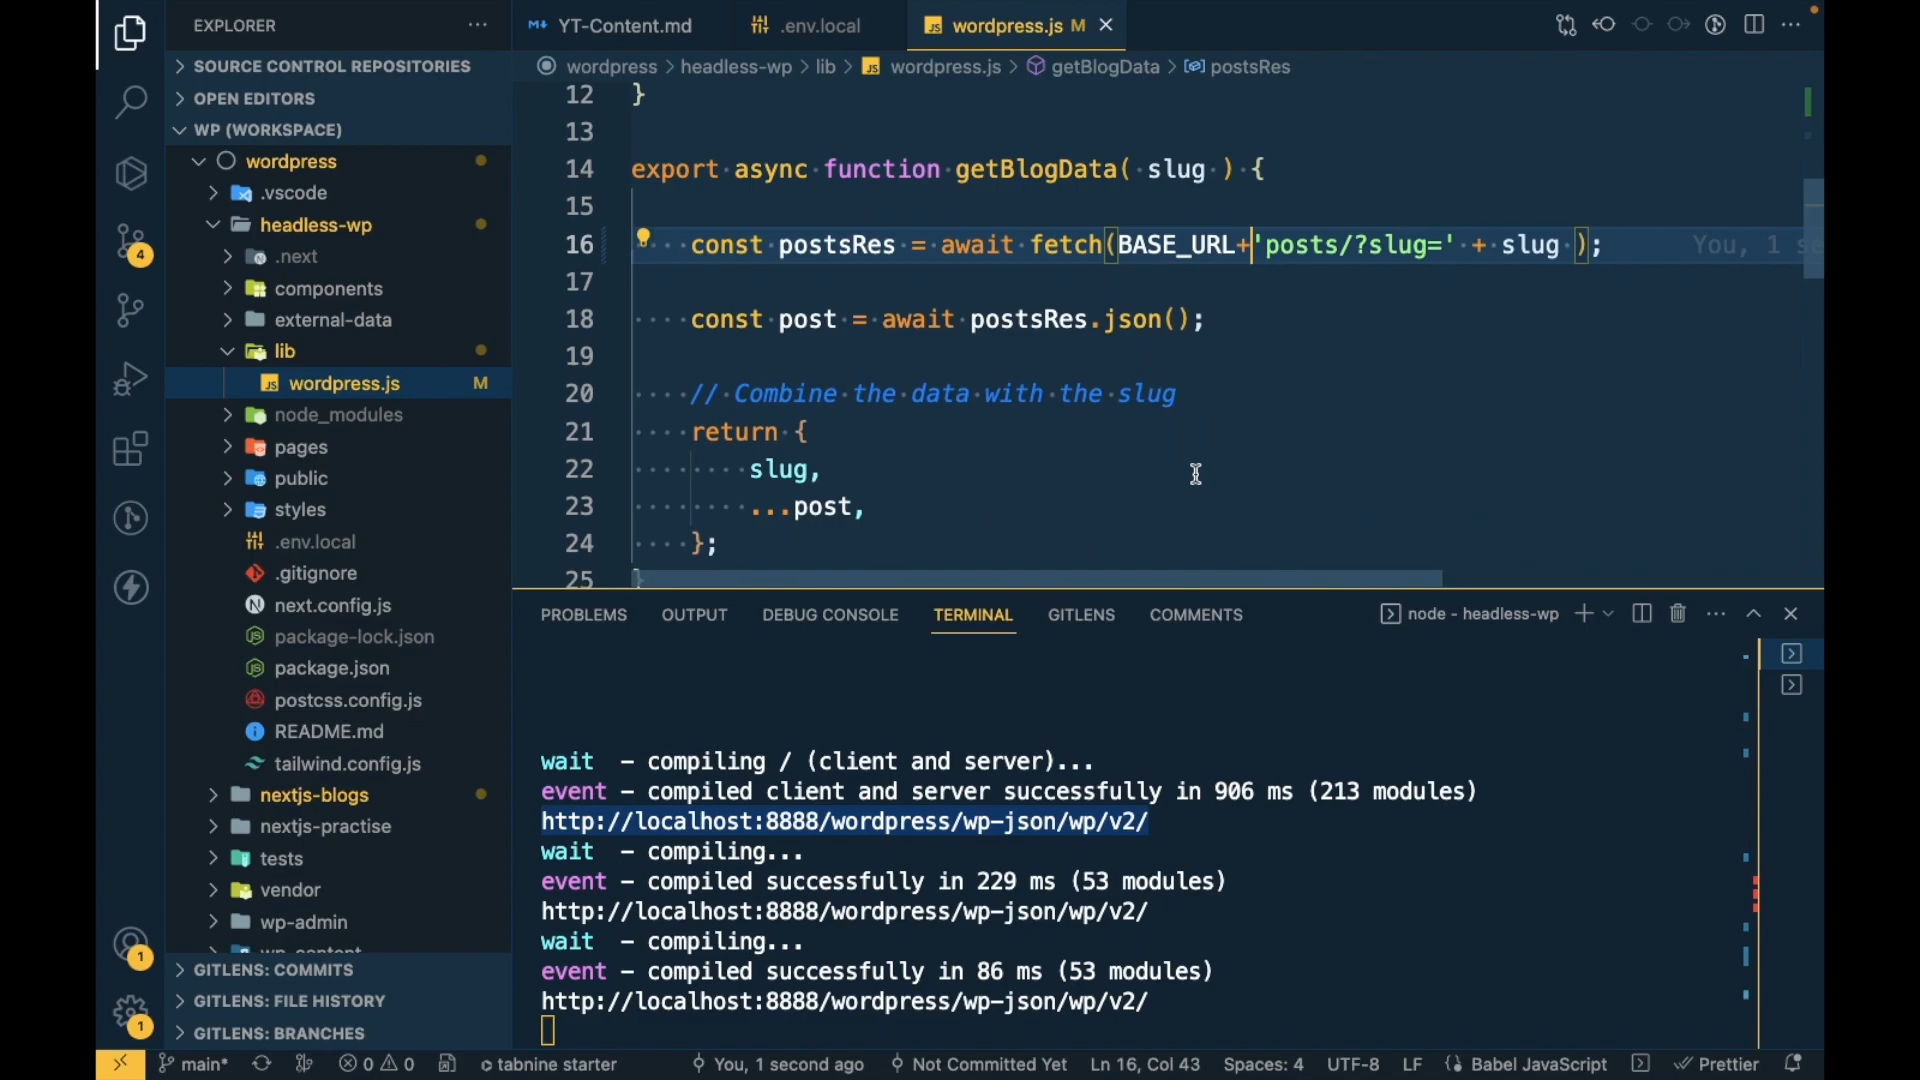 EXPLORER
SOURCE CONTROL REPOSITORIES
OPEN EDITORS
WP (WORKSPACE)
wordpress
.vscode
headless-wp
.next
components
external-data
lib
wordpress.js M
node_modules
pages
public
styles
.env.local
.gitignore
next.config.js
package-lock.json
package.json
postcss.config.js
README.md
tailwind.config.js
nextjs-blogs
nextjs-practise
tests
vendor
wp-admin
wp-content
GITLENS: COMMITS
GITLENS: FILE HISTORY
GITLENS: BRANCHES
4
1
1
YT-Content.md .env.local wordpress.js M
wordpress > headless-wp > lib > wordpress.js > getBlogData > postsRes
12 }
13
14 export async function getBlogData( slug ) {
15
16 const postsRes = await fetch(BASE_URL+'posts/?slug=' + slug ); You, 1 se
17
18 const post = await postsRes.json();
19
20 // Combine the data with the slug
21 return {
22 slug,
23 ...post,
24 };
25 }
PROBLEMS OUTPUT DEBUG CONSOLE TERMINAL GITLENS COMMENTS node - headless-wp
wait - compiling / (client and server)...
event - compiled client and server successfully in 906 ms (213 modules)
http://localhost:8888/wordpress/wp-json/wp/v2/
wait - compiling...
event - compiled successfully in 229 ms (53 modules)
http://localhost:8888/wordpress/wp-json/wp/v2/
wait - compiling...
event - compiled successfully in 86 ms (53 modules)
http://localhost:8888/wordpress/wp-json/wp/v2/
main* 0 0 tabnine starter You, 1 second ago Not Committed Yet Ln 16, Col 43 Spaces: 4 UTF-8 LF Babel JavaScript Prettier